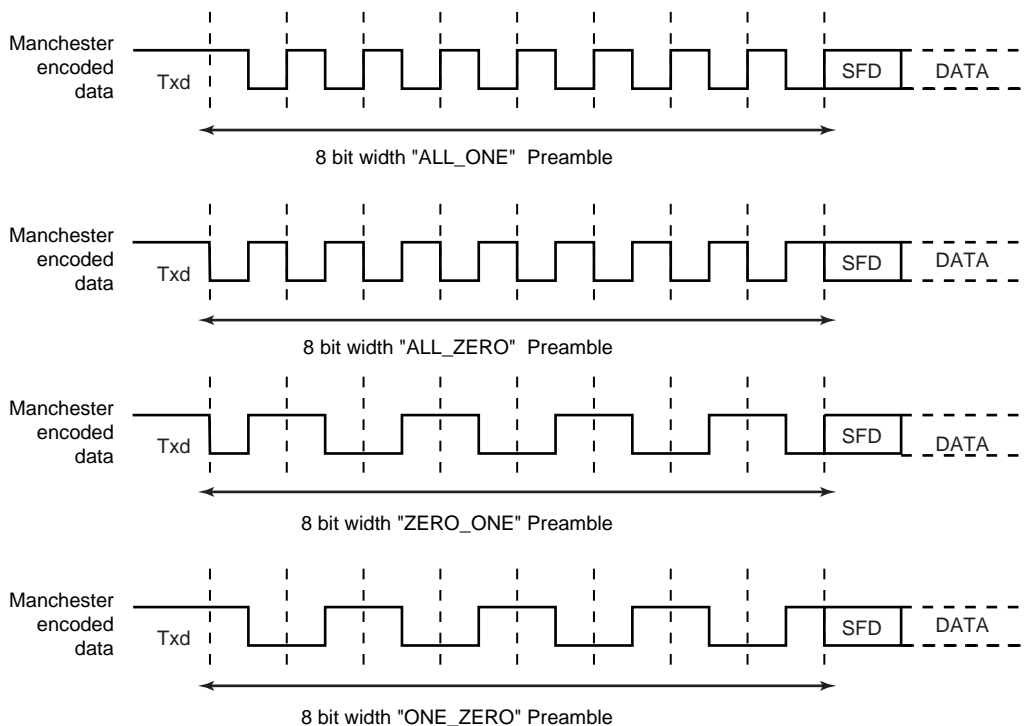 Manchester
encoded
data
Txd
SFD
DATA
8 bit width "ALL_ONE" Preamble
Manchester
encoded
data
Txd
SFD
DATA
8 bit width "ALL_ZERO" Preamble
Manchester
encoded
data
Txd
SFD
DATA
8 bit width "ZERO_ONE" Preamble
Manchester
encoded
data
Txd
SFD
DATA
8 bit width "ONE_ZERO" Preamble